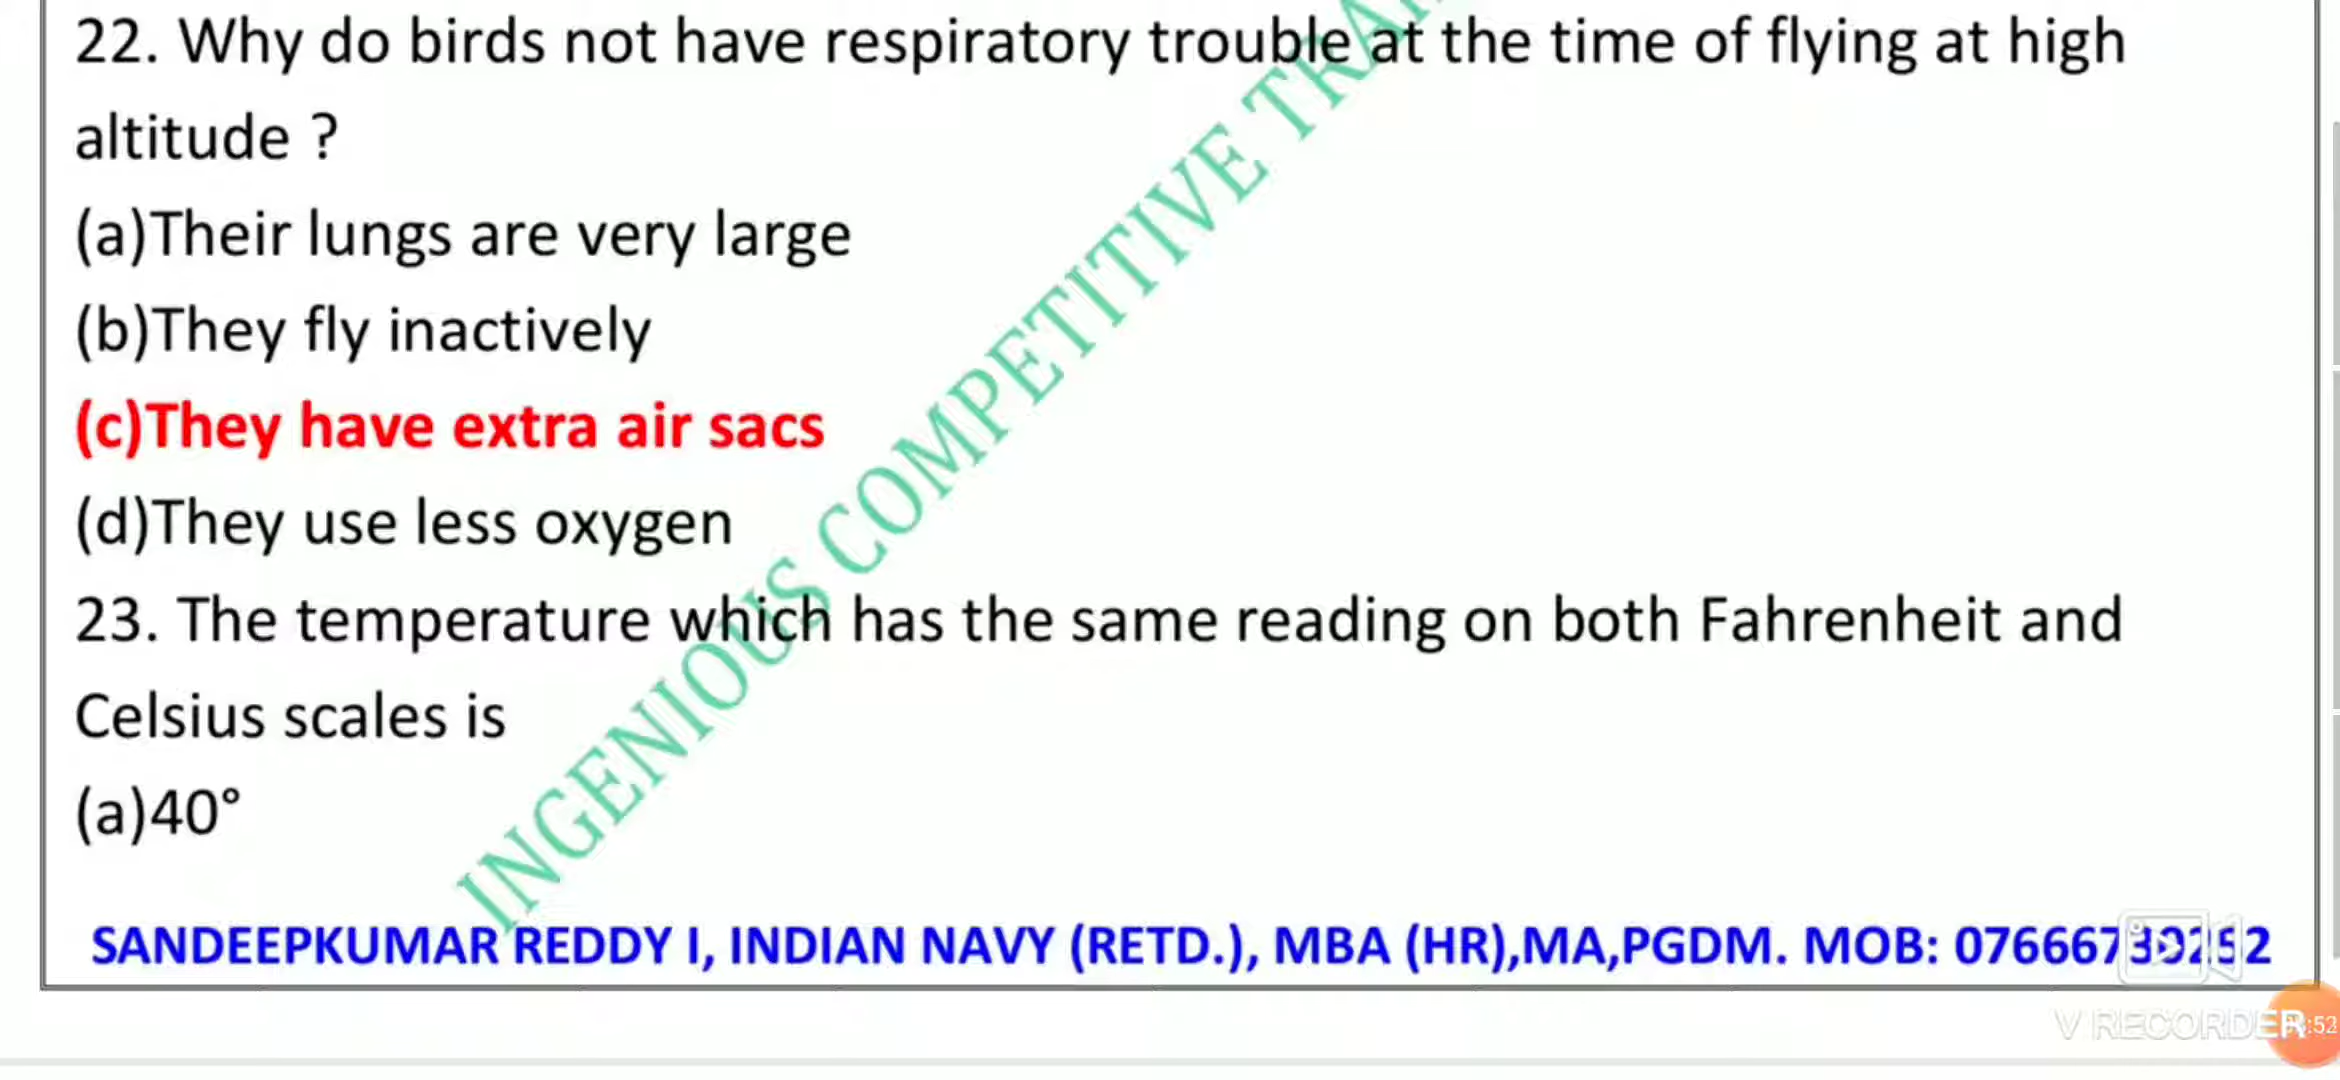 22. Why do birds not have respiratory trouble at the time of flying at high
altitude ?
(a)Their lungs are very large
(b)They fly inactively
(c)They have extra air sacs
(d)They use less oxygen
23. The temperature which has the same reading on both Fahrenheit and
Celsius scales is
(a)40°
INGENIOUS COMPETITIVE
SANDEEPKUMAR REDDY I, INDIAN NAVY (RETD.), MBA (HR),MA,PGDM. MOB: 07666739252
V RECORDER